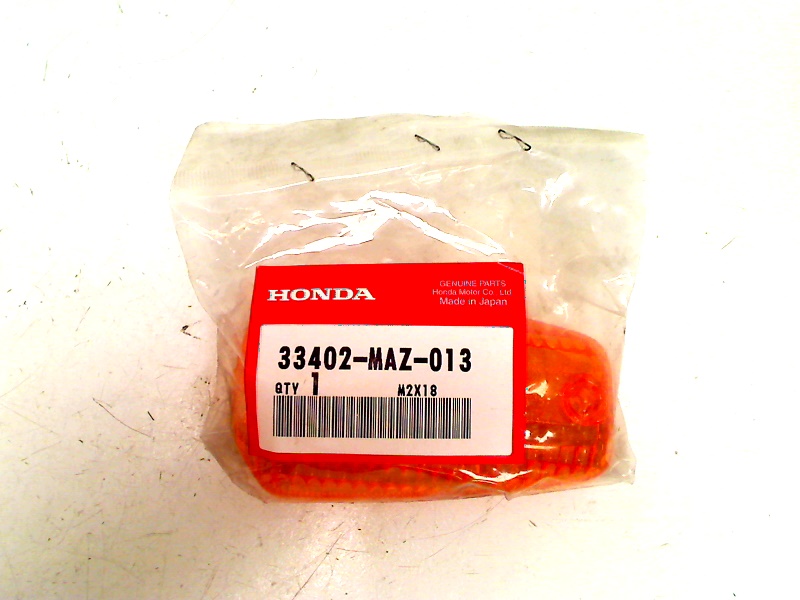 HONDA
GENUINE PARTS
Honda Motor Co., Ltd
Made in Japan
33402-MAZ-013
QTY 1 M2X18